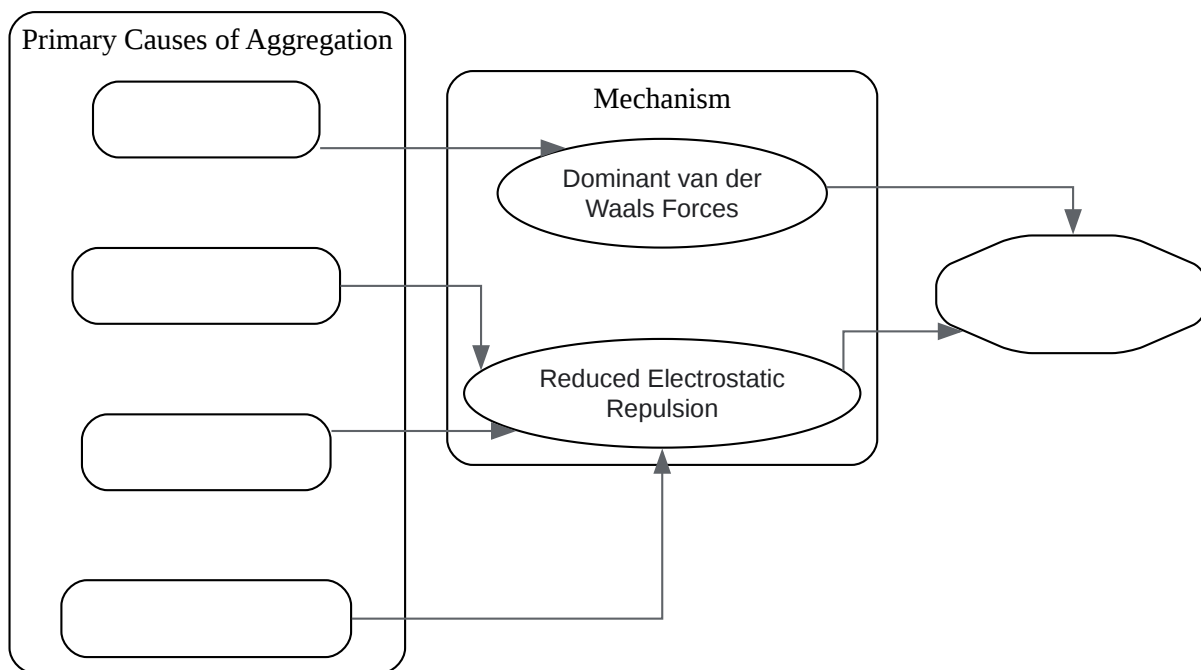 Primary Causes of Aggregation
Mechanism
Dominant van der
Waals Forces
Reduced Electrostatic
Repulsion